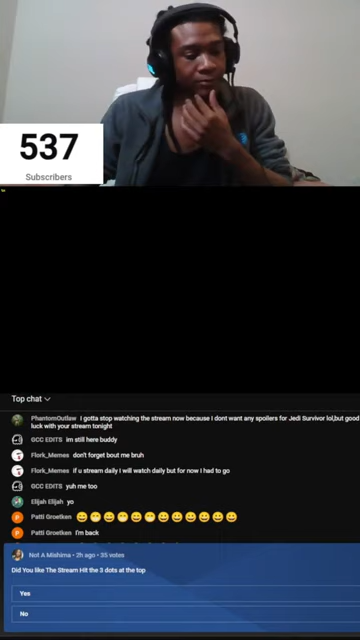 537
Subscribers
Top chat
PhantomOutlaw I gotta stop watching the stream now because I dont want any spoilers for Jedi Survivor lol,but good
luck with your stream tonight
GCC EDITS Im still here buddy
Flork_Memes don't forget bout me bruh
Flork_Memes if u stream daily I will watch daily but for now I had to go
GCC EDITS yuh me too
Elijah Elijah yo
Patti Groetken 😄😁😄😁😄😁😄😄😄😄😄😄
Patti Groetken I'm back
Not A Mishima • 2h ago • 35 votes
Did You like The Stream Hit the 3 dots at the top
Yes
No